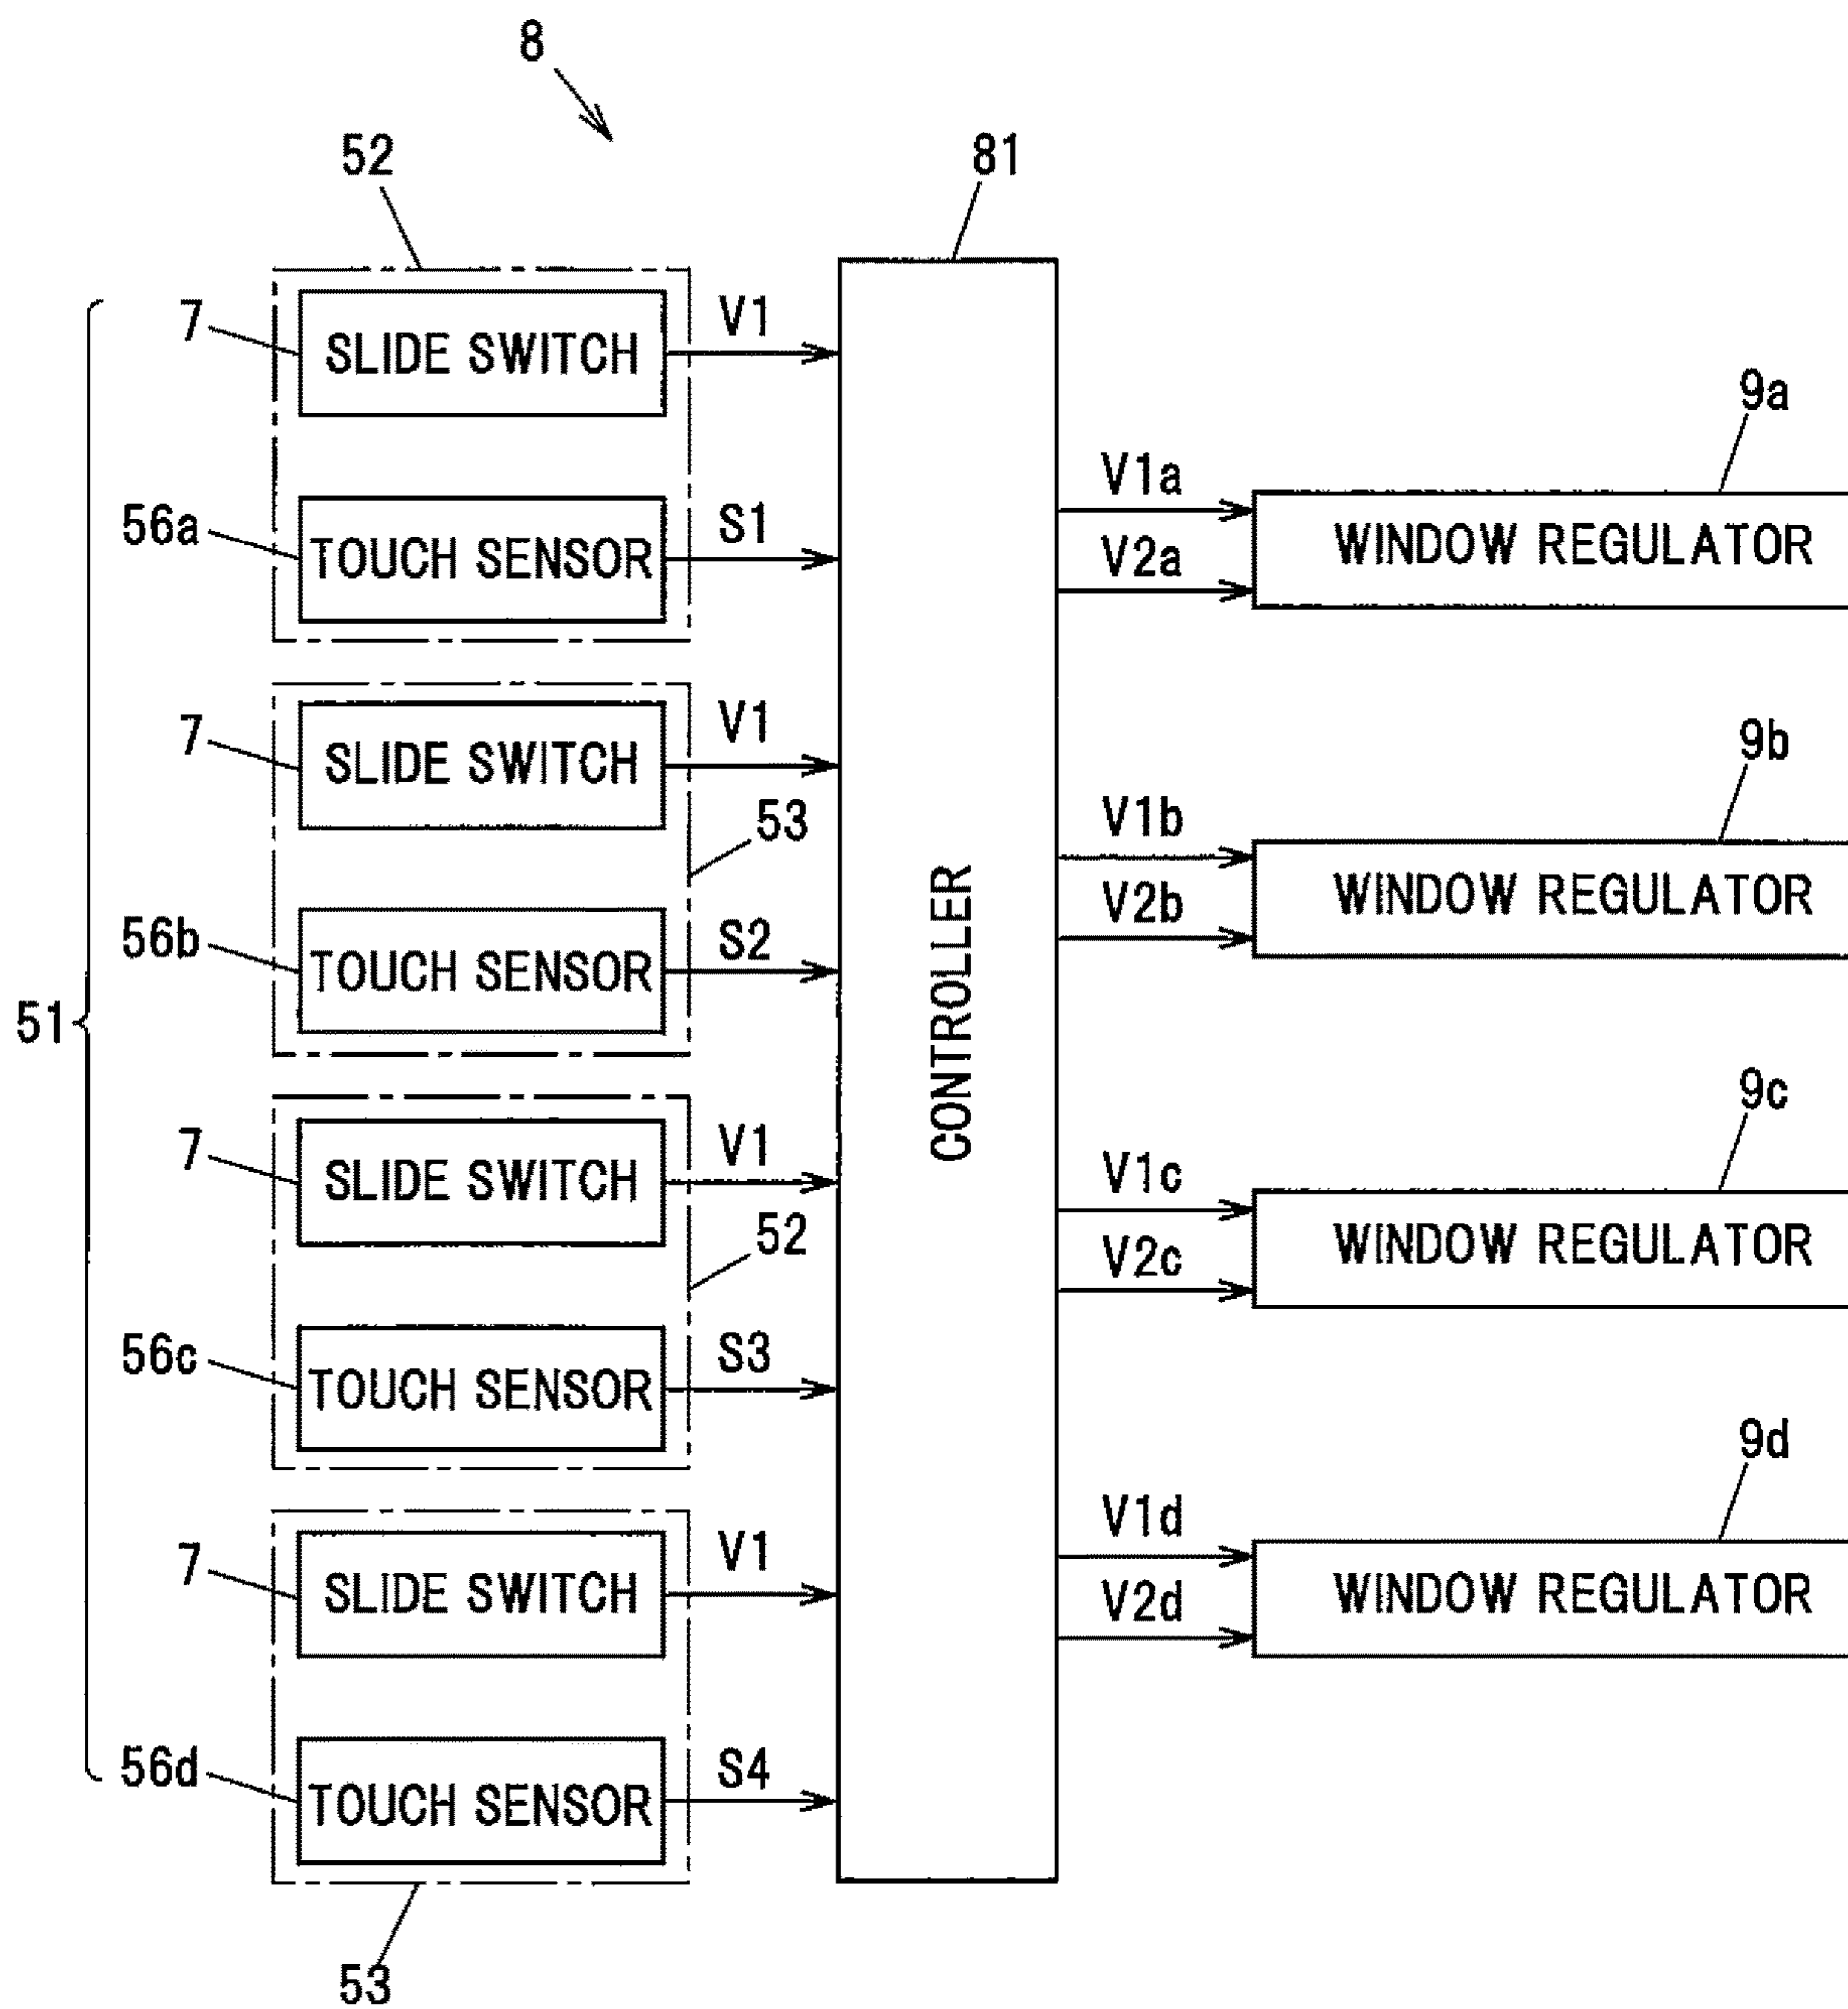 8
52
81
7
SLIDE SWITCH
V1
56a
TOUCH SENSOR
S1
9a
V1a
V2a
WINDOW REGULATOR
7
SLIDE SWITCH
V1
53
56b
TOUCH SENSOR
S2
51
CONTROLLER
9b
V1b
V2b
WINDOW REGULATOR
7
SLIDE SWITCH
V1
52
56c
TOUCH SENSOR
S3
9c
V1c
V2c
WINDOW REGULATOR
7
SLIDE SWITCH
V1
56d
TOUCH SENSOR
S4
53
9d
V1d
V2d
WINDOW REGULATOR